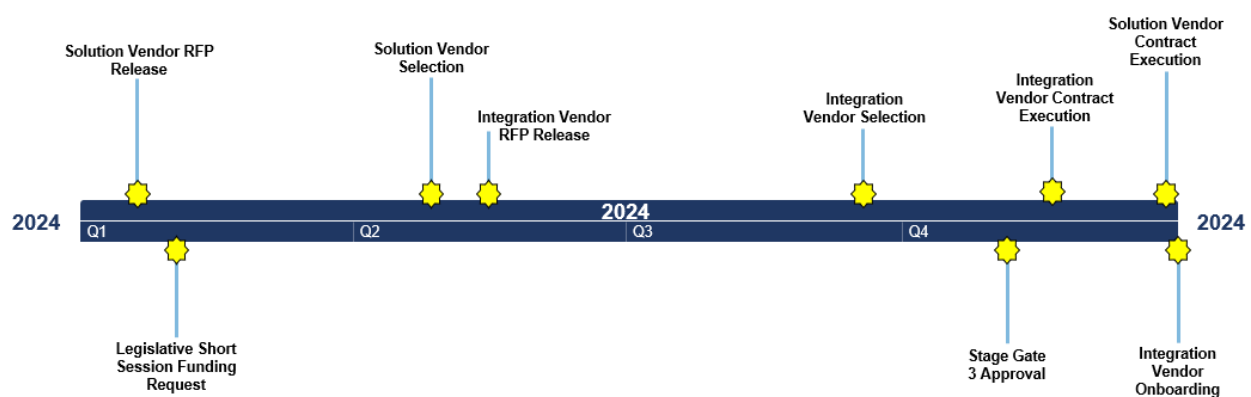 Solution Vendor RFP
Release
Solution Vendor
Selection
Integration Vendor
RFP Release
Integration
Vendor Selection
Integration
Vendor Contract
Execution
Solution Vendor
Contract
Execution
2024
2024
2024
Q1
Q2
Q3
Q4
Legislative Short
Session Funding
Request
Stage Gate
3 Approval
Integration
Vendor
Onboarding